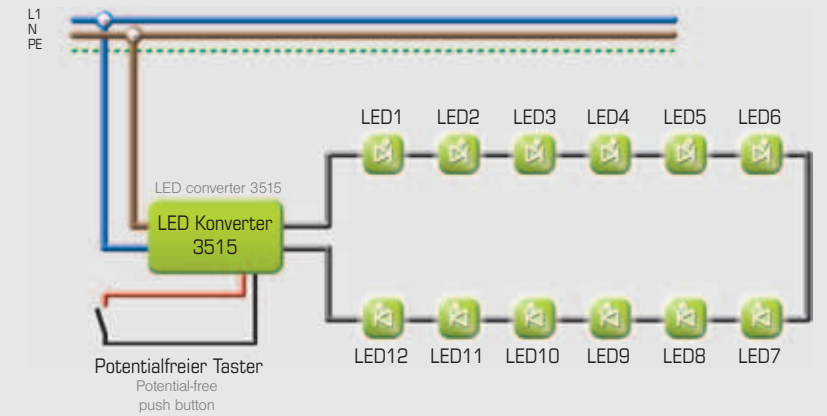 L1
N
PE
LED1 LED2 LED3 LED4 LED5 LED6
LED converter 3515
LED Konverter
3515
LED12 LED11 LED10 LED9 LED8 LED7
Potentialfreier Taster
Potential-free
push button